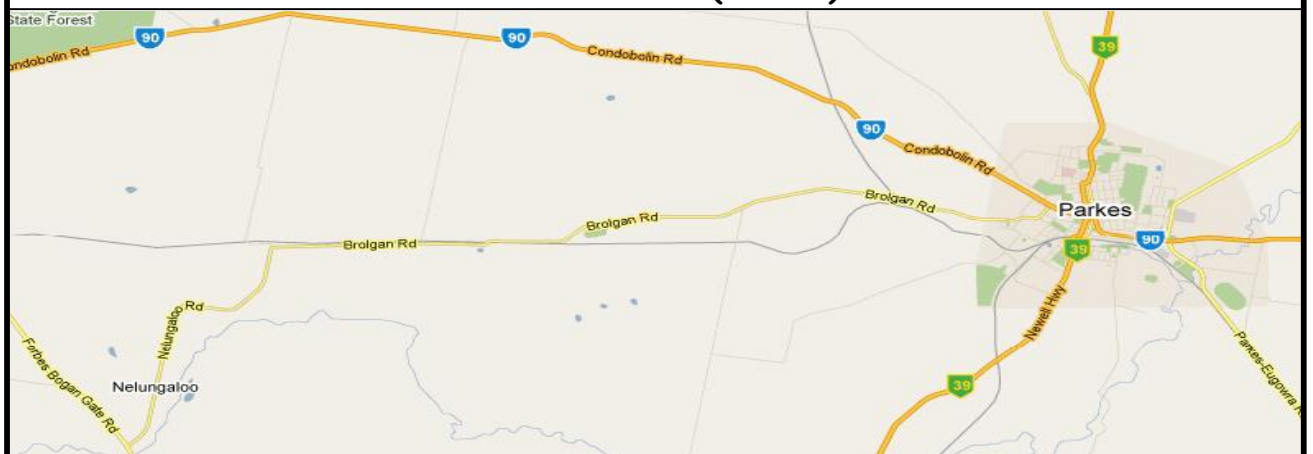 State Forest
Condobolin Rd
90
90
Condobolin Rd
39
90
Condobolin Rd
Brolgan Rd
Parkes
Brolgan Rd
Brolgan Rd
39
90
Nelungaloo Rd
Newell Hwy
Forbes Bogan Gate Rd
Nelungaloo
39
Parkes-Eugowra